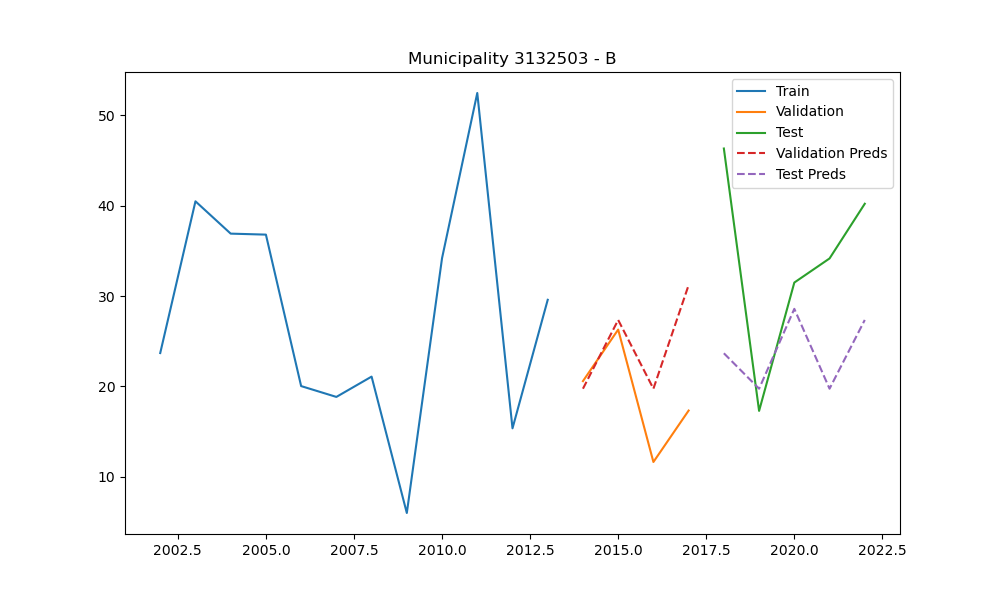 Municipality 3132503 - B
Train
Validation
Test
Validation Preds
Test Preds
50
40
30
20
10
2002.5 2005.0 2007.5 2010.0 2012.5 2015.0 2017.5 2020.0 2022.5